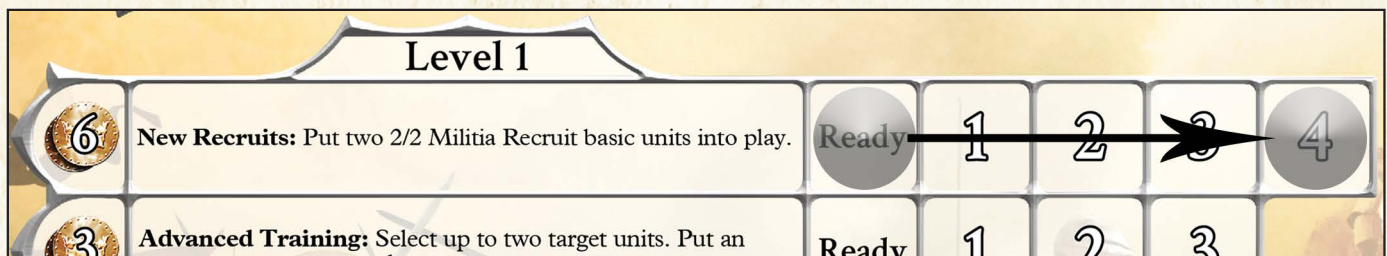 Level 1
6 New Recruits: Put two 2/2 Militia Recruit basic units into play. Ready 1 2 3 4
3 Advanced Training: Select up to two target units. Put an Ready 1 2 3